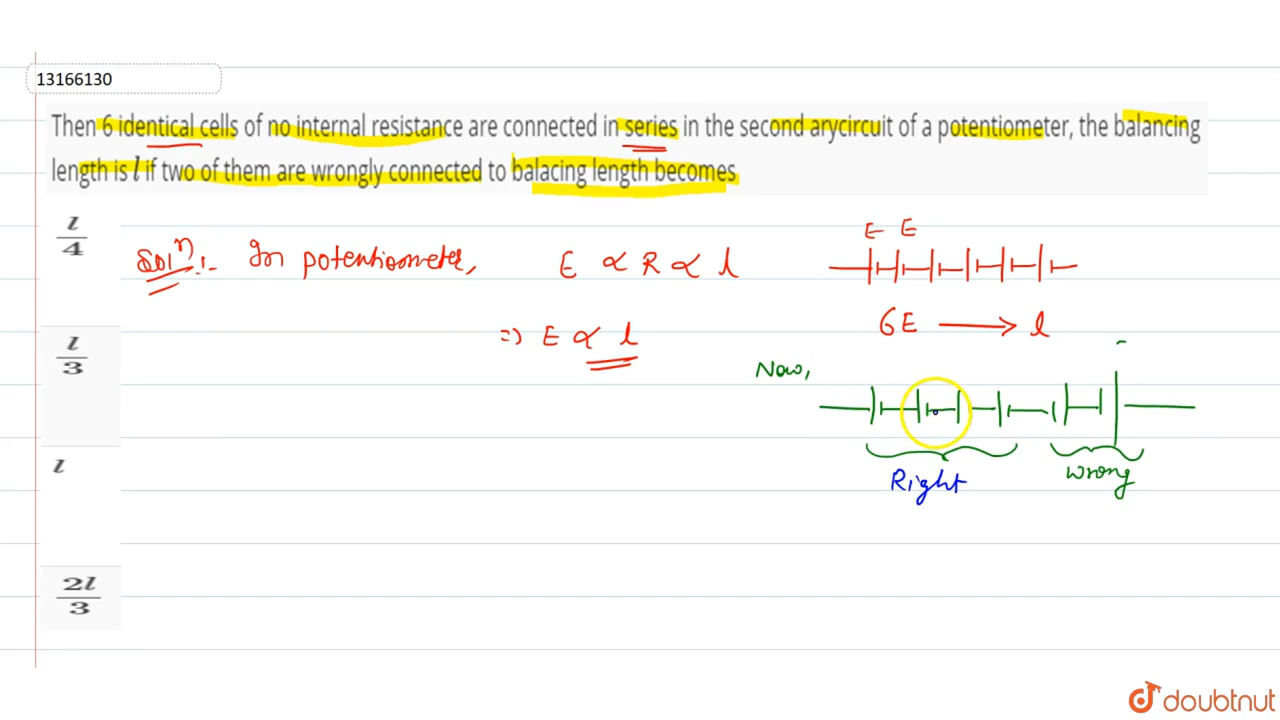 13166130
Then 6 identical cells of no internal resistance are connected in series in the second arycircuit of a potentiometer, the balancing
length is l if two of them are wrongly connected to balacing length becomes
l/4
l/3
l
2l/3
Solⁿ:- In potentiometer, E ∝ R ∝ l
=> E ∝ l
E E
6E → l
Now,
Right
Wrong
doubtnut